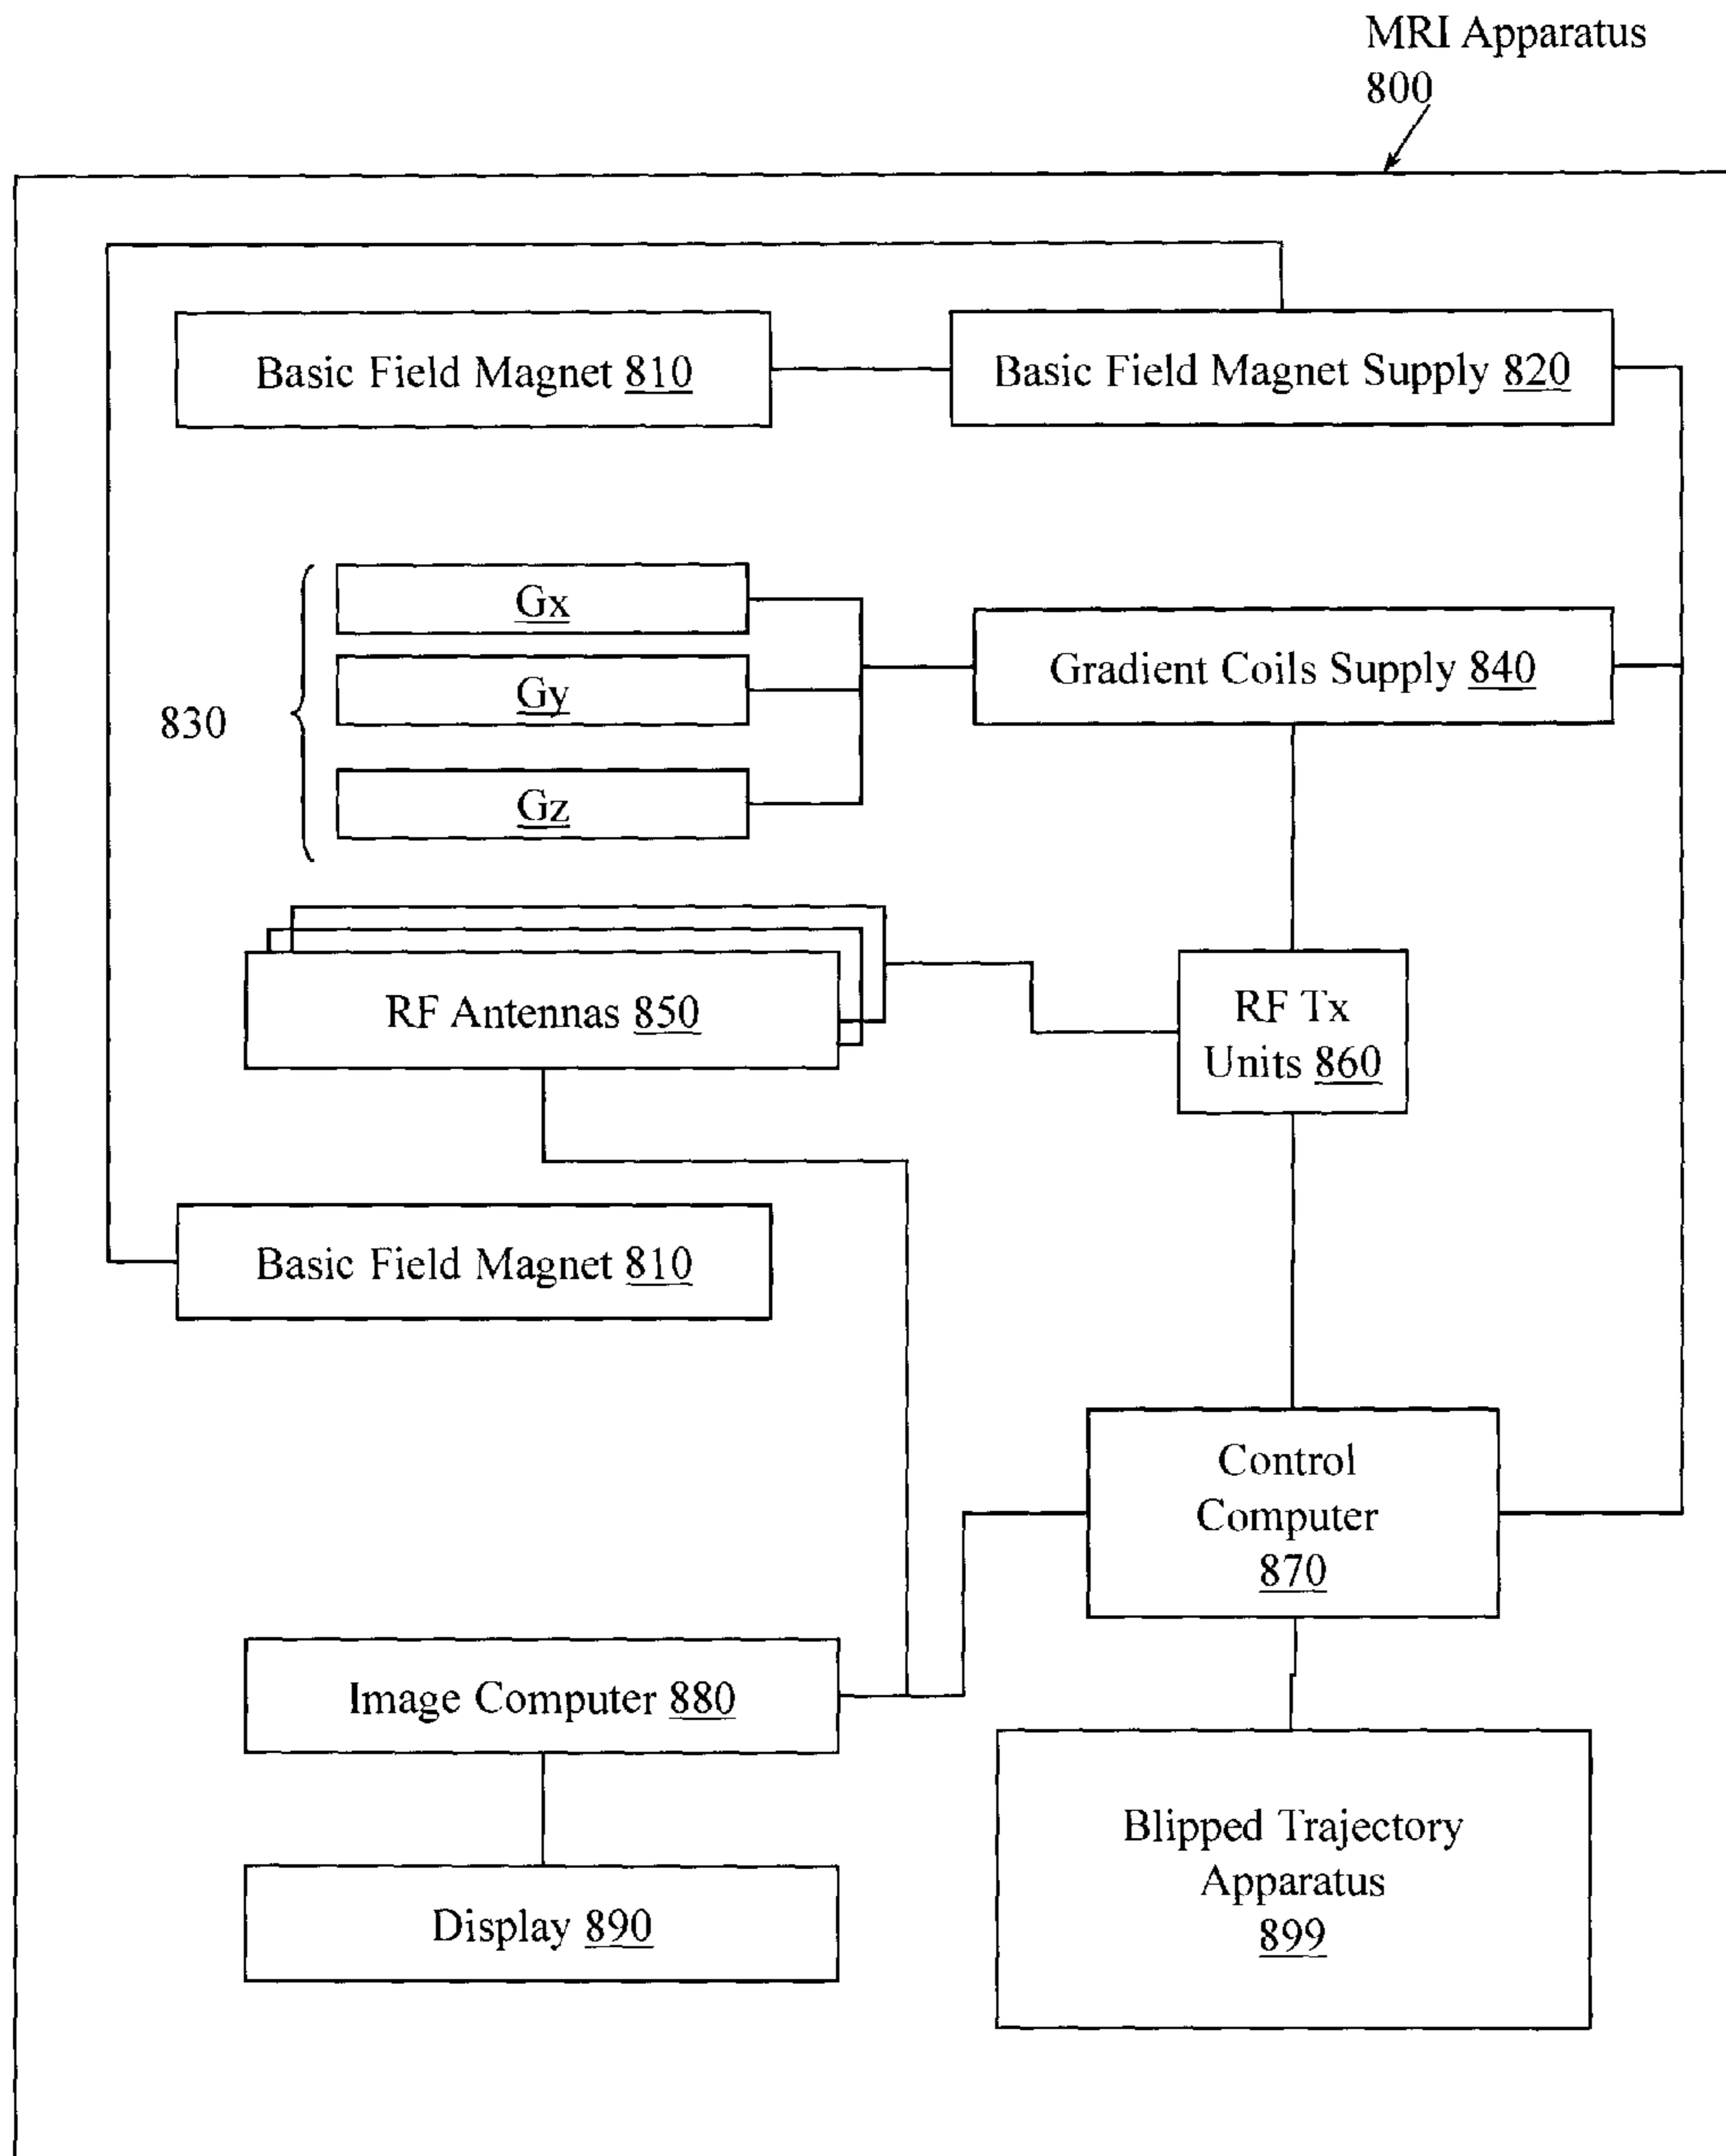 MRI Apparatus
800
Basic Field Magnet 810
Basic Field Magnet Supply 820
Gx
Gy
Gz
830
Gradient Coils Supply 840
RF Antennas 850
RF Tx
Units 860
Basic Field Magnet 810
Control
Computer
870
Image Computer 880
Blipped Trajectory
Apparatus
899
Display 890